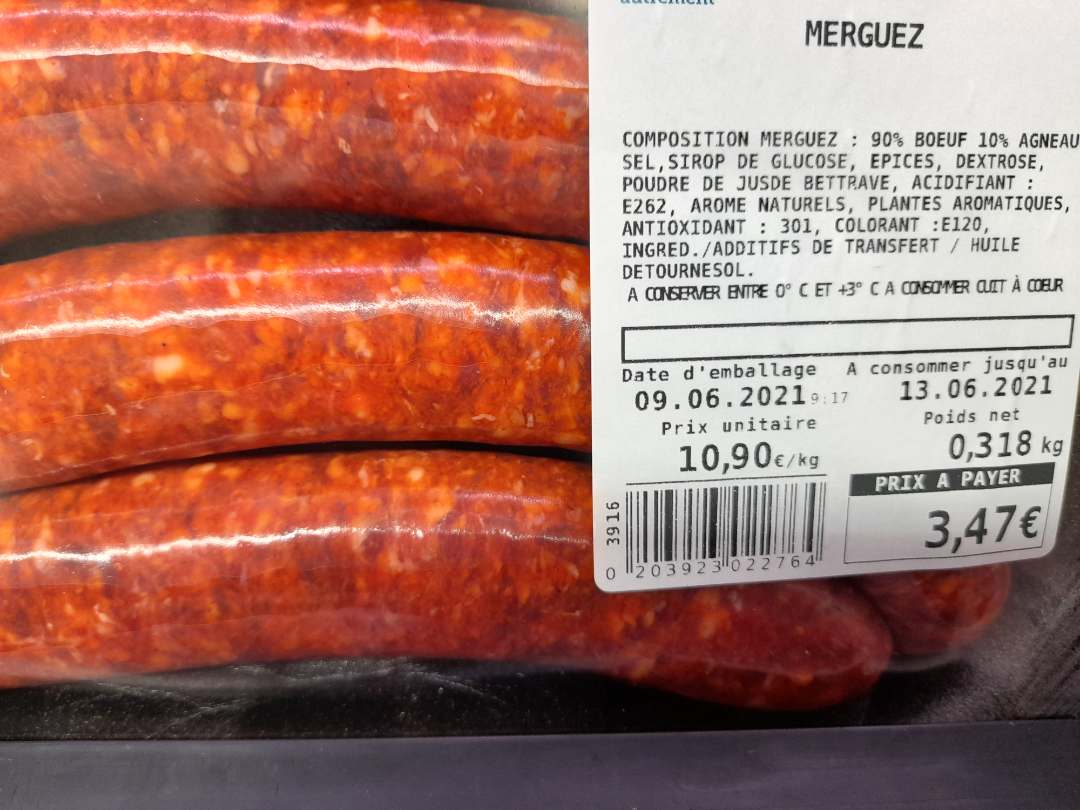 autrement
MERGUEZ
COMPOSITION MERGUEZ : 90% BOEUF 10% AGNEAU
SEL,SIROP DE GLUCOSE, EPICES, DEXTROSE,
POUDRE DE JUSDE BETTRAVE, ACIDIFIANT :
E262, AROME NATURELS, PLANTES AROMATIQUES,
ANTIOXIDANT : 301, COLORANT :E120,
INGRED./ADDITIFS DE TRANSFERT / HUILE
DETOURNESOL.
A CONSERVER ENTRE 0° C ET +3° C A CONSOMMER CUIT À COEUR
Date d'emballage A consommer jusqu'au
09.06.2021 9:17 13.06.2021
Prix unitaire Poids net
10,90€/kg 0,318 kg
PRIX A PAYER
3,47€
3916
0 203923 022764